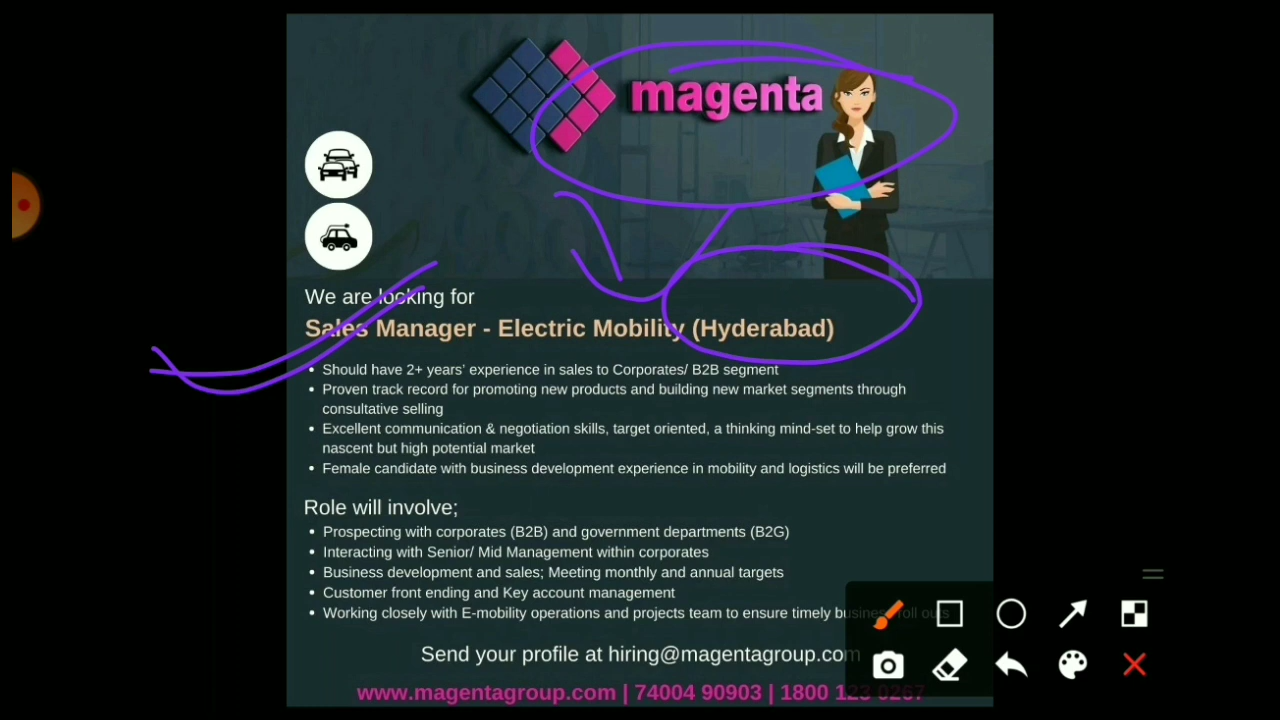 magenta
We are looking for
Sales Manager - Electric Mobility (Hyderabad)
• Should have 2+ years' experience in sales to Corporates/ B2B segment
• Proven track record for promoting new products and building new market segments through
consultative selling
• Excellent communication & negotiation skills, target oriented, a thinking mind-set to help grow this
nascent but high potential market
• Female candidate with business development experience in mobility and logistics will be preferred
Role will involve;
• Prospecting with corporates (B2B) and government departments (B2G)
• Interacting with Senior/ Mid Management within corporates
• Business development and sales; Meeting monthly and annual targets
• Customer front ending and Key account management
• Working closely with E-mobility operations and projects team to ensure timely business roll outs
Send your profile at hiring@magentagroup.com
www.magentagroup.com | 74004 90903 | 1800 123 0267